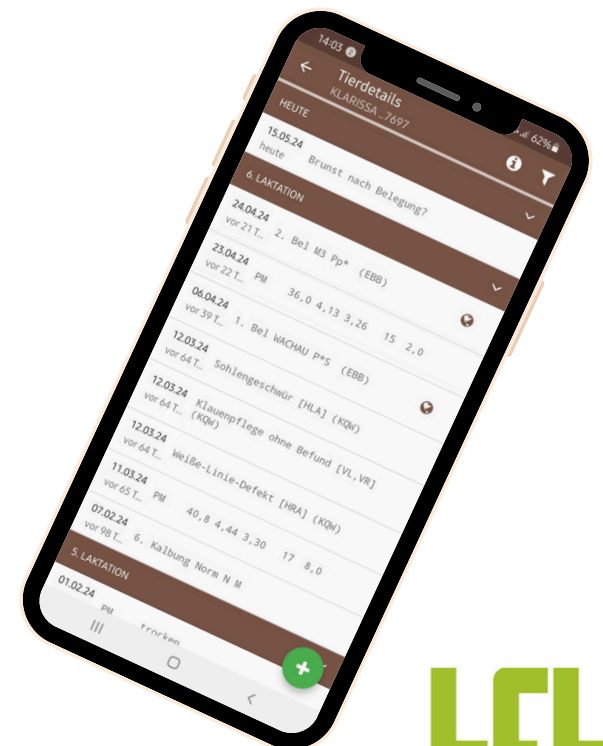 14:03
62%
Tierdetails
KLARISSA ..7697
HEUTE
15.05.24 Brunst nach Belegung?
heute
6. LAKTATION
24.04.24 2. Bel M3 Pp* (EBB)
vor 21 T...
23.04.24 PM 36,0 4,13 3,26 15 2,0
vor 22 T...
06.04.24 1. Bel WACHAU P*S (EBB)
vor 39 T...
12.03.24 Sohlengeschwür [HLA] (KQW)
vor 64 T...
12.03.24 Klauenpflege ohne Befund [VL,VR]
vor 64 T... (KQW)
12.03.24 Weiße-Linie-Defekt [HRA] (KQW)
vor 64 T...
11.03.24 PM 40,8 4,44 3,30 17 8,0
vor 65 T...
07.02.24 6. Kalbung Norm N M
vor 98 T...
5. LAKTATION
01.02.24 PM trocken